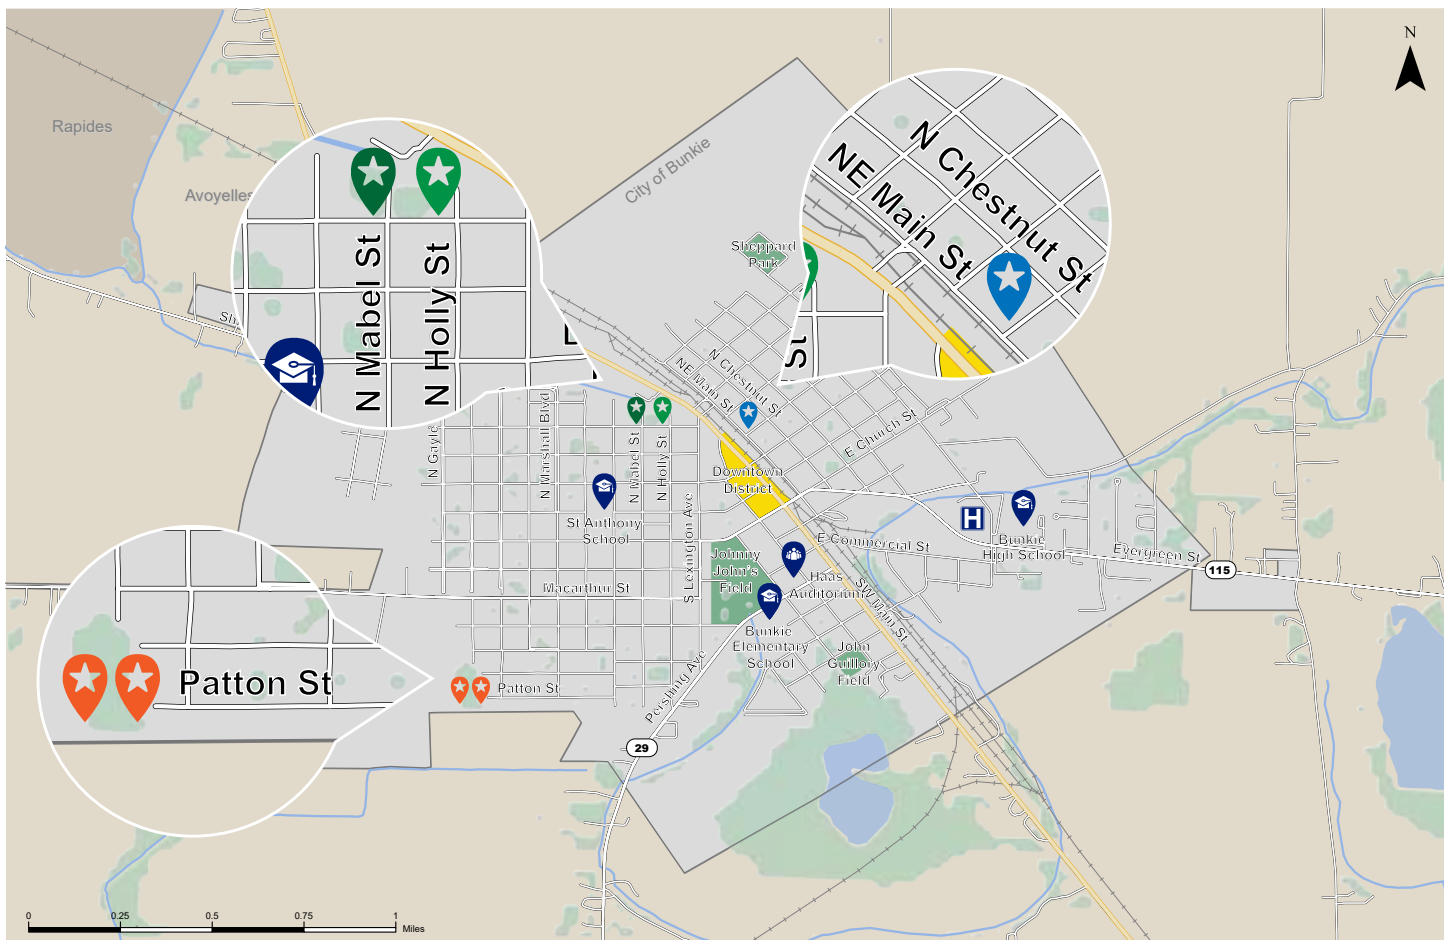 N
Rapides
Avoyelles
City of Bunkie
N Mabel St
N Holly St
N Chestnut St
NE Main St
St
Sheppard
Park
N Chestnut St
NE Main St
E Church St
N Marshall Blvd
N Mabel St
N Holly St
Downtown
District
St Anthony
School
S Lexington Ave
H
Bunkie
High School
Evergreen St
115
E Commercial St
Johnny
John's
Field
Haas
Auditorium
Macarthur St
SW Main St
Bunkie
Elementary
School
John
Guillory
Field
Patton St
Patton St
Pershing Ave
29
0 0.25 0.5 0.75 1
Miles